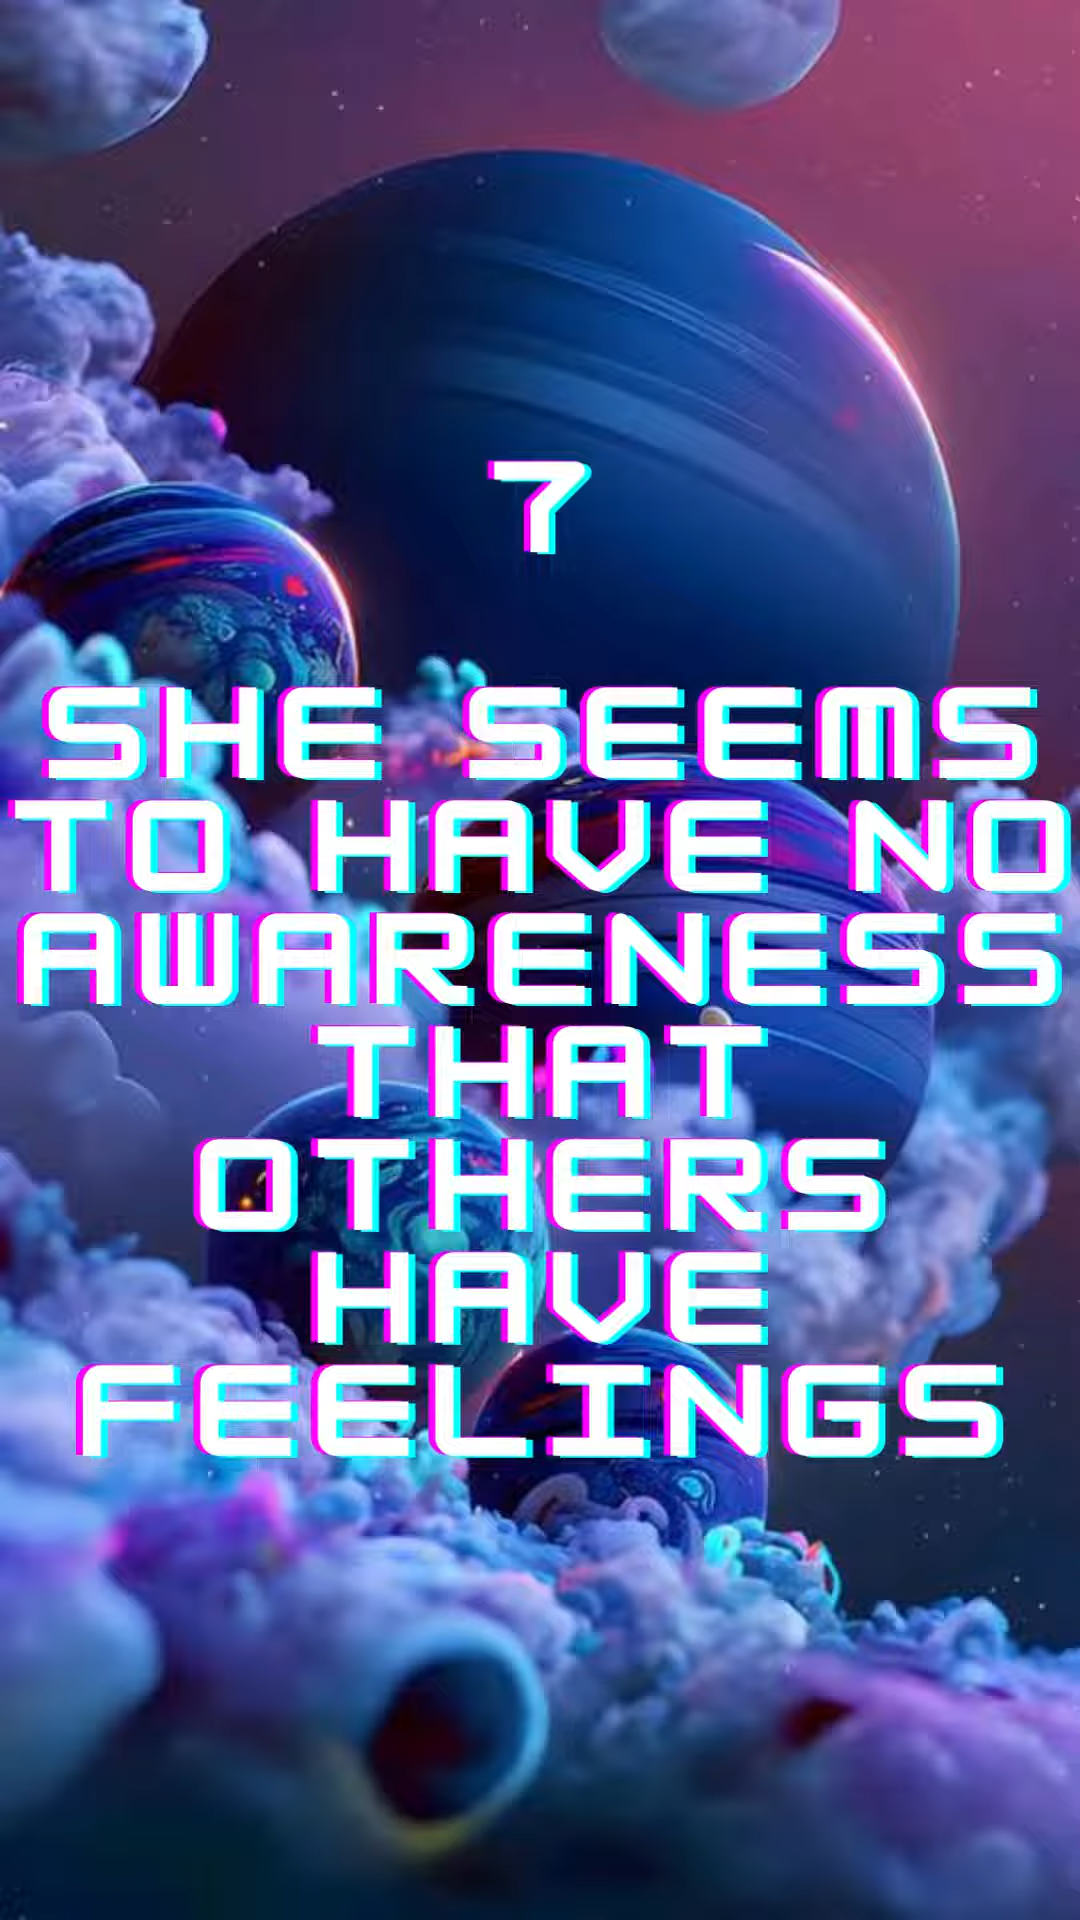 7
SHE SEEMS
TO HAVE NO
AWARENESS
THAT
OTHERS
HAVE
FEELINGS